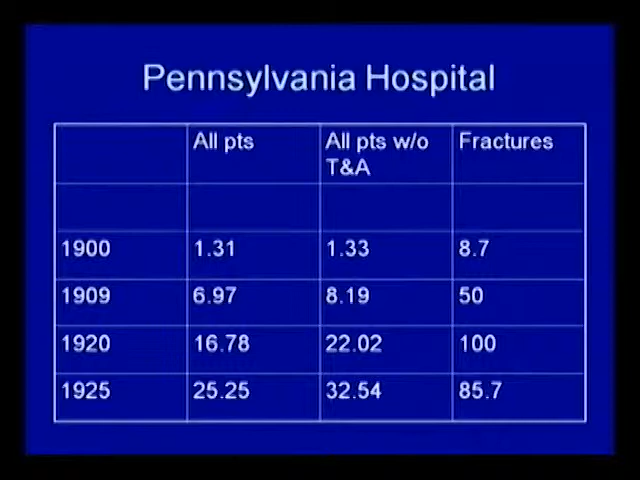 Pennsylvania Hospital
All pts All pts w/o T&A Fractures
1900 1.31 1.33 8.7
1909 6.97 8.19 50
1920 16.78 22.02 100
1925 25.25 32.54 85.7